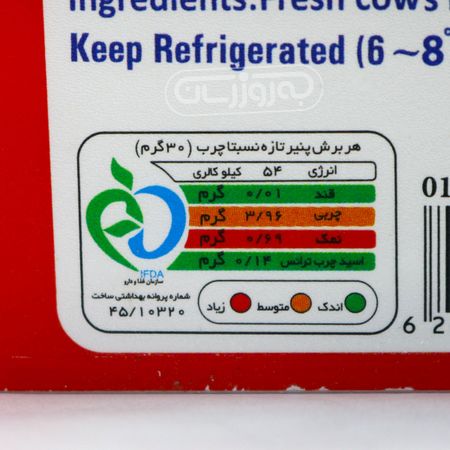 Ingredients:Fresh cows
Keep Refrigerated (6 ~8°
به‌روزرسان
هر برش پنیر تازه نسبتا چرب (۳۰ گرم)
انرژی ۵۴ کیلو کالری
قند ۰/۰۱ گرم
چربی ۳/۹۶ گرم
نمک ۰/۶۹ گرم
اسید چرب ترانس ۰/۱۴ گرم
IFDA
سازمان غذا و دارو
شماره پروانه بهداشتی ساخت
۴۵/۱۰۳۲۰
اندک متوسط زیاد
01
6 2